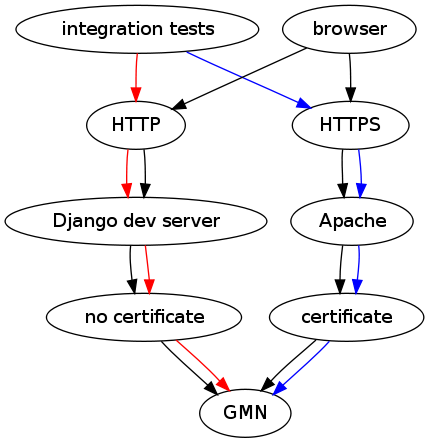 integration tests
browser
HTTP
HTTPS
Django dev server
Apache
no certificate
certificate
GMN